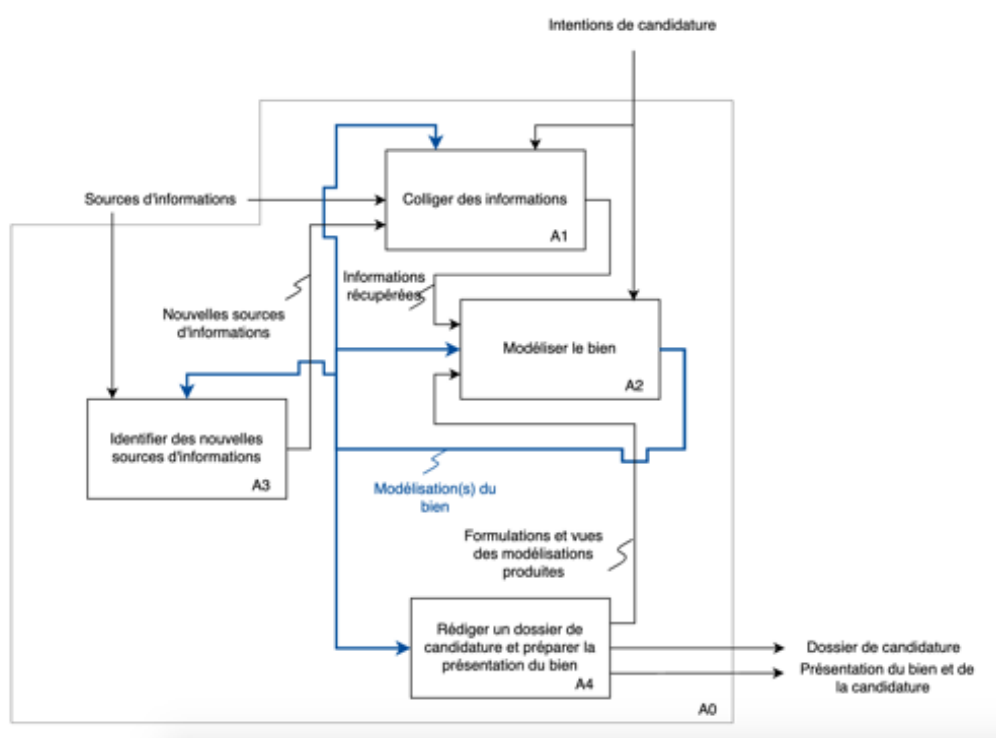 Intentions de candidature
Sources d'informations
Colliger des informations
A1
Informations
récupérées
Nouvelles sources
d'informations
Modéliser le bien
A2
Identifier des nouvelles
sources d'informations
A3
Modélisation(s) du
bien
Formulations et vues
des modélisations
produites
Rédiger un dossier de
candidature et préparer la
présentation du bien
A4
Dossier de candidature
Présentation du bien et de
la candidature
A0